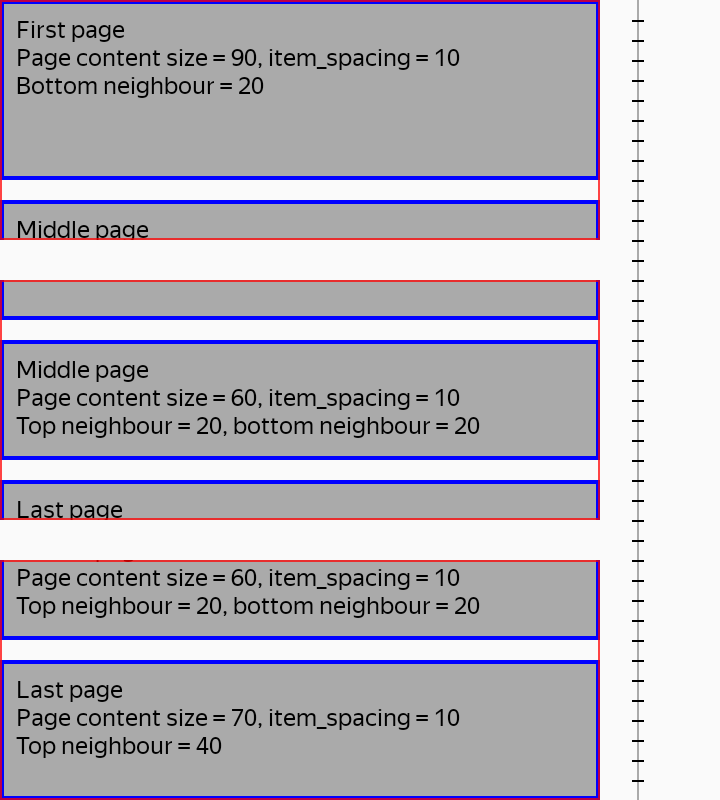 First page
Page content size = 90, item_spacing = 10
Bottom neighbour = 20
Middle page
Middle page
Page content size = 60, item_spacing = 10
Top neighbour = 20, bottom neighbour = 20
Last page
Page content size = 60, item_spacing = 10
Top neighbour = 20, bottom neighbour = 20
Last page
Page content size = 70, item_spacing = 10
Top neighbour = 40